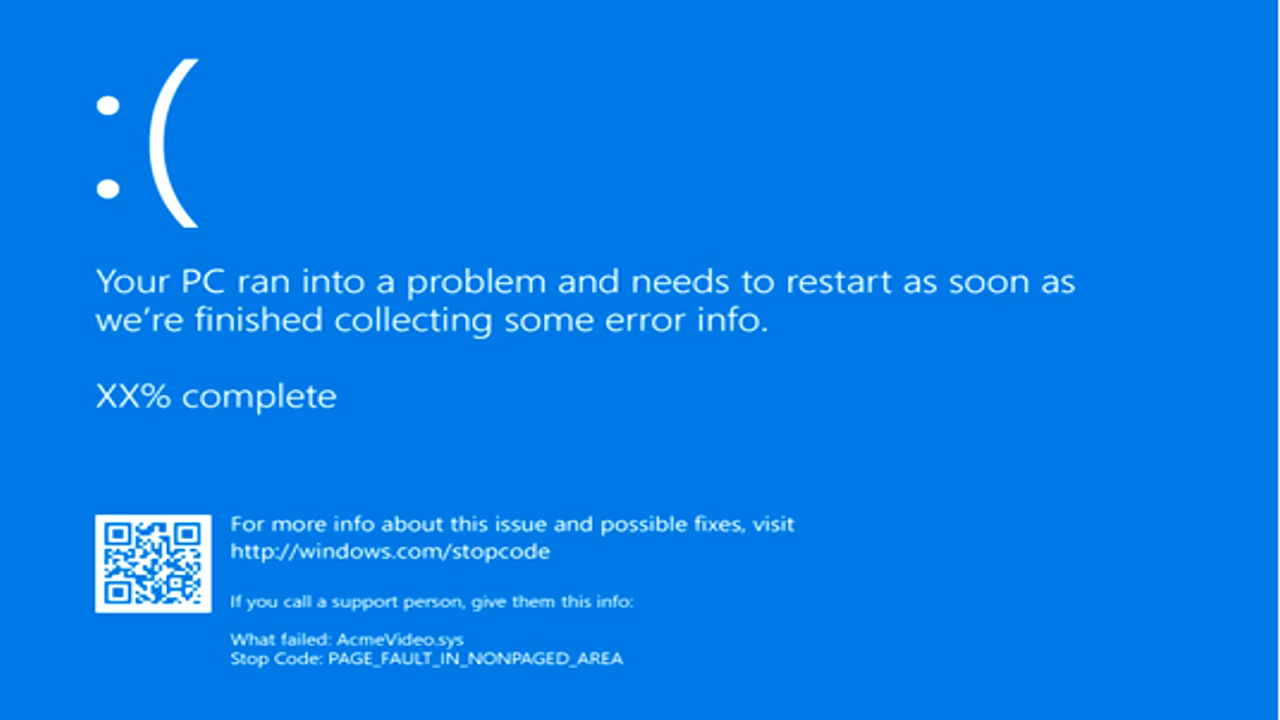 :(
Your PC ran into a problem and needs to restart as soon as
we're finished collecting some error info.
XX% complete
For more info about this issue and possible fixes, visit
http://windows.com/stopcode
If you call a support person, give them this info:
What failed: AcmeVideo.sys
Stop Code: PAGE_FAULT_IN_NONPAGED_AREA